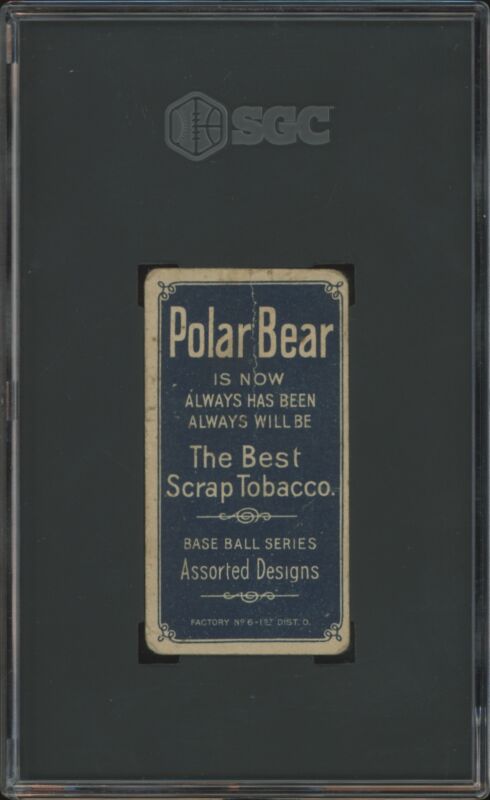 SGC
Polar Bear
IS NOW
ALWAYS HAS BEEN
ALWAYS WILL BE
The Best
Scrap Tobacco.
BASE BALL SERIES
Assorted Designs
FACTORY Nº 6-1ST DIST. O.